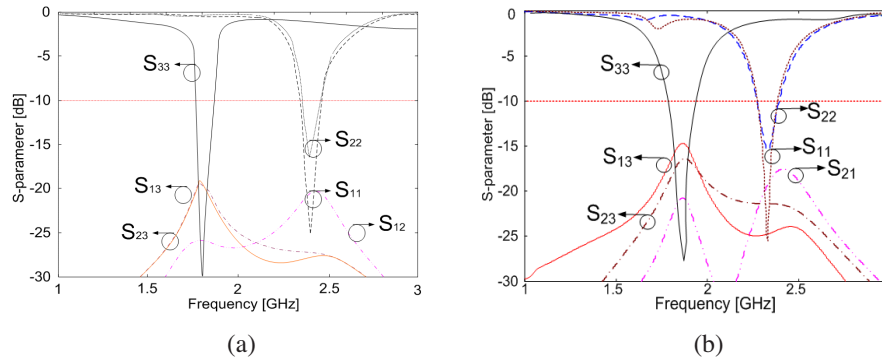 0
-5
-10
-15
-20
-25
-30
S-paramerer [dB]
S33
S22
S13
S11
S23
S12
1
1.5
2
2.5
3
Frequency [GHz]
(a)
0
-5
-10
-15
-20
-25
-30
S-parameter [dB]
S33
S22
S11
S13
S21
S23
1
1.5
2
2.5
Frequency [GHz]
(b)